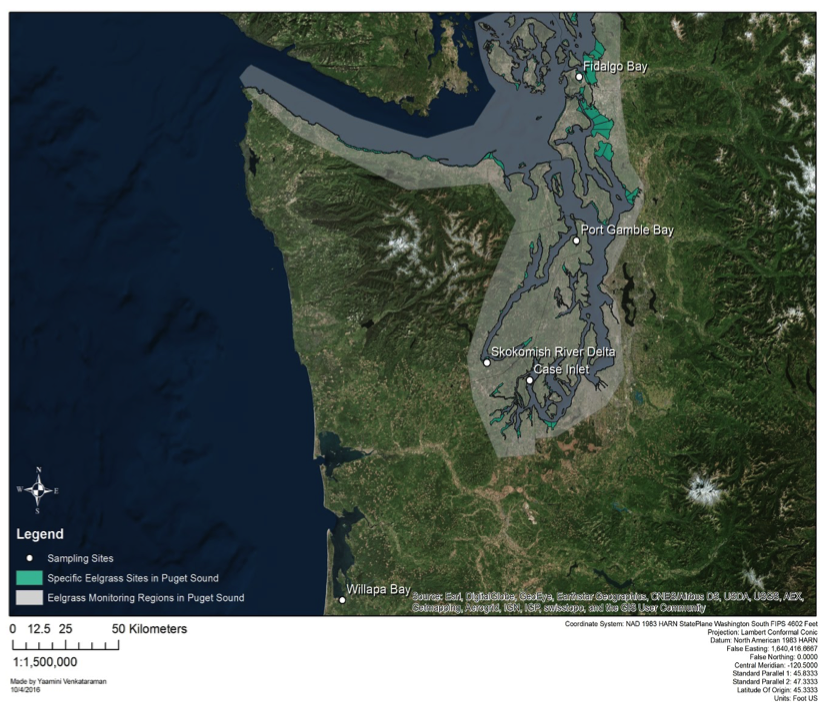 Fidalgo Bay
Port Gamble Bay
Skokomish River Delta
Case Inlet
N
W E
S
Legend
Sampling Sites
Specific Eelgrass Sites in Puget Sound
Eelgrass Monitoring Regions in Puget Sound
Willapa Bay
Source: Esri, DigitalGlobe, GeoEye, Earthstar Geographics, CNES/Airbus DS, USDA, USGS, AEX,
Getmapping, Aerogrid, IGN, IGP, swisstopo, and the GIS User Community
0 12.5 25 50 Kilometers
1:1,500,000
Made by Yaamini Venkataraman
10/4/2016
Coordinate System: NAD 1983 HARN StatePlane Washington South FIPS 4602 Feet
Projection: Lambert Conformal Conic
Datum: North American 1983 HARN
False Easting: 1,640,416.6667
False Northing: 0.0000
Central Meridian: -120.5000
Standard Parallel 1: 45.8333
Standard Parallel 2: 47.3333
Latitude Of Origin: 45.3333
Units: Foot US